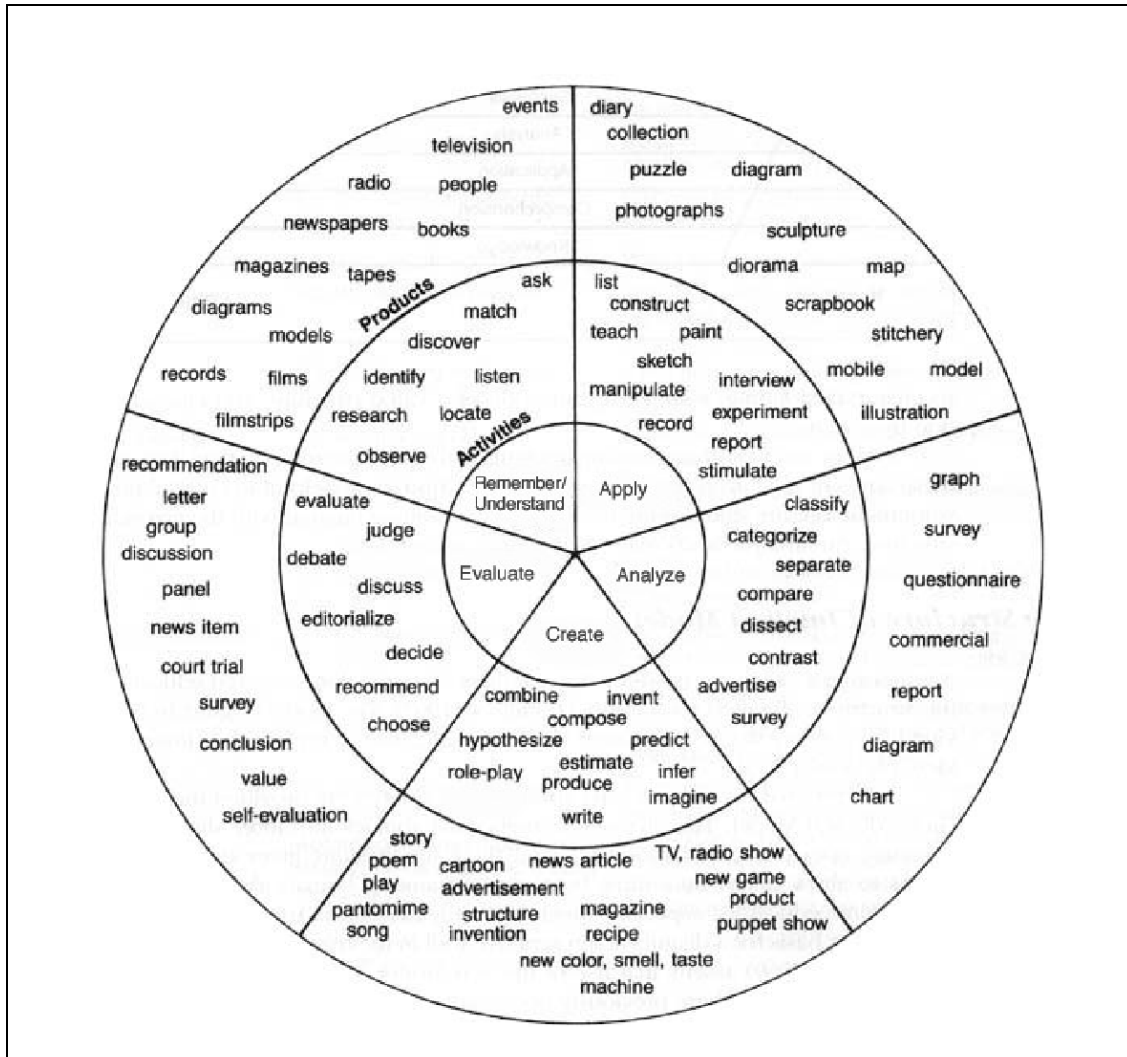 events
television
radio
people
newspapers
books
magazines
tapes
diagrams
models
records
films
filmstrips
Products
ask
match
discover
identify
listen
research
locate
observe
Activities
Remember/
Understand
diary
collection
puzzle
diagram
photographs
sculpture
diorama
map
scrapbook
stitchery
mobile
model
illustration
list
construct
teach
paint
sketch
manipulate
interview
experiment
record
report
stimulate
Apply
graph
survey
questionnaire
commercial
report
diagram
chart
classify
categorize
separate
compare
dissect
contrast
advertise
survey
Analyze
Create
combine
invent
compose
hypothesize
predict
estimate
role-play
produce
infer
imagine
write
story
poem
play
pantomime
song
cartoon
news article
advertisement
structure
invention
magazine
recipe
TV, radio show
new game
product
puppet show
new color, smell, taste
machine
Evaluate
evaluate
judge
debate
discuss
editorialize
decide
recommend
choose
recommendation
letter
group
discussion
panel
news item
court trial
survey
conclusion
value
self-evaluation